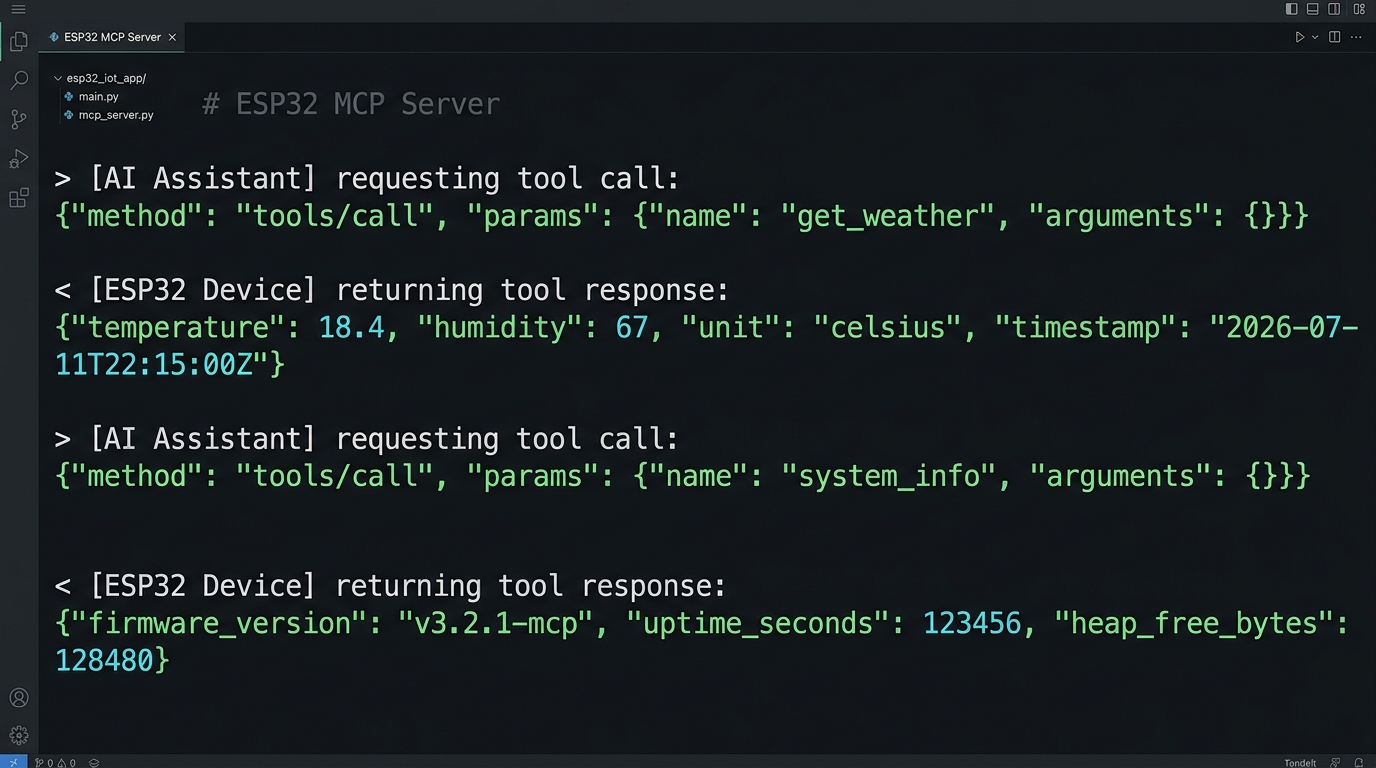 ESP32 MCP Server
esp32_iot_app/
main.py
mcp_server.py
# ESP32 MCP Server
> [AI Assistant] requesting tool call:
{"method": "tools/call", "params": {"name": "get_weather", "arguments": {}}}
< [ESP32 Device] returning tool response:
{"temperature": 18.4, "humidity": 67, "unit": "celsius", "timestamp": "2026-07-
11T22:15:00Z"}
> [AI Assistant] requesting tool call:
{"method": "tools/call", "params": {"name": "system_info", "arguments": {}}}
< [ESP32 Device] returning tool response:
{"firmware_version": "v3.2.1-mcp", "uptime_seconds": 123456, "heap_free_bytes":
128480}
0 0
Tondelt